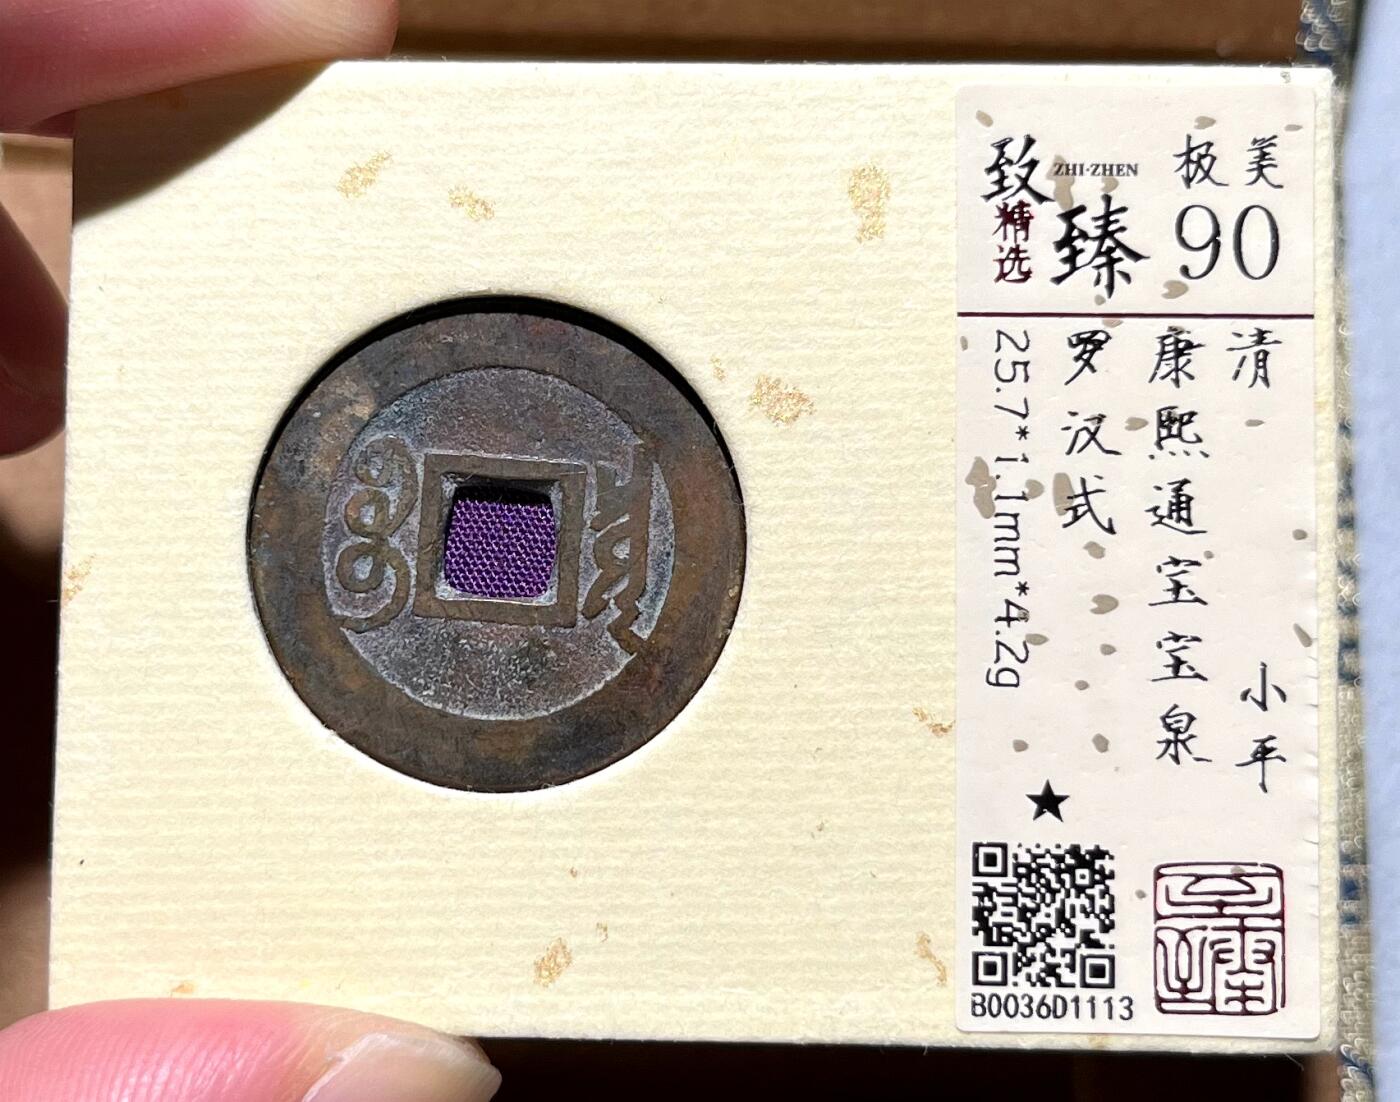 致臻
ZHI·ZHEN
精选
极美
90
清 小平
康熙通宝宝泉
罗汉式
25.7*1.1mm*4.2g
B0036D1113